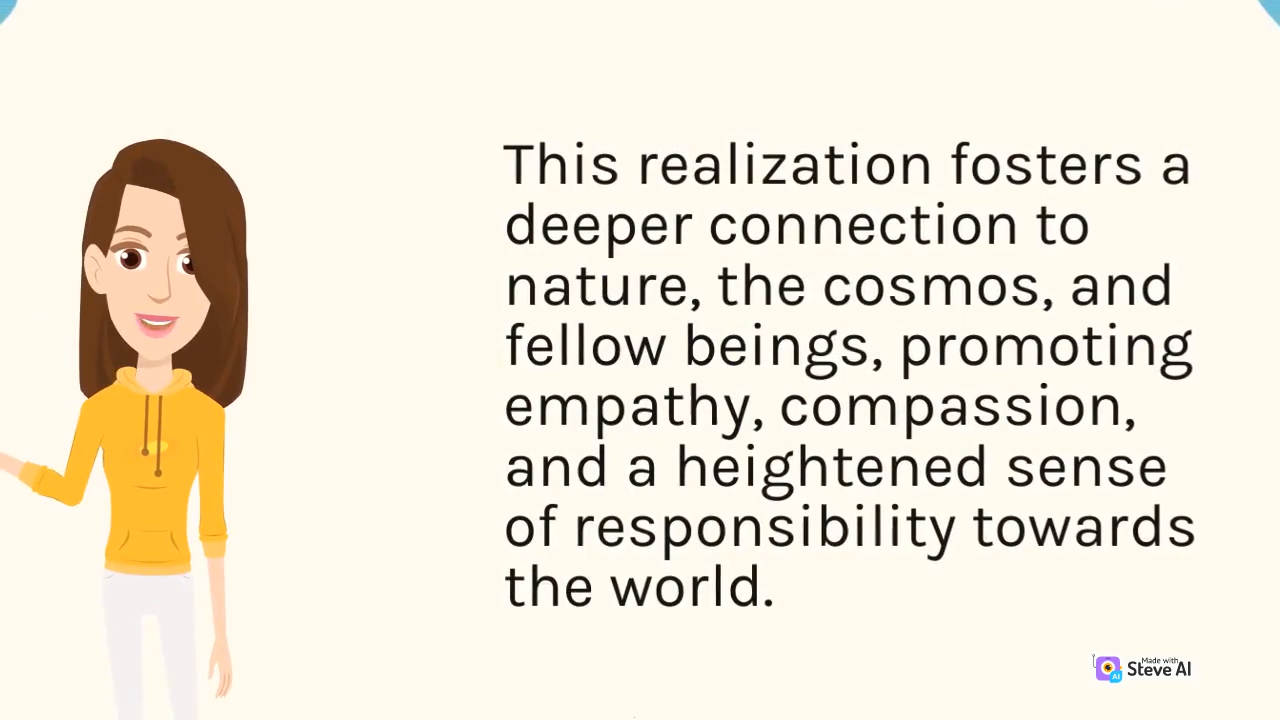 This realization fosters a
deeper connection to
nature, the cosmos, and
fellow beings, promoting
empathy, compassion,
and a heightened sense
of responsibility towards
the world.
Made with
Steve AI
AI